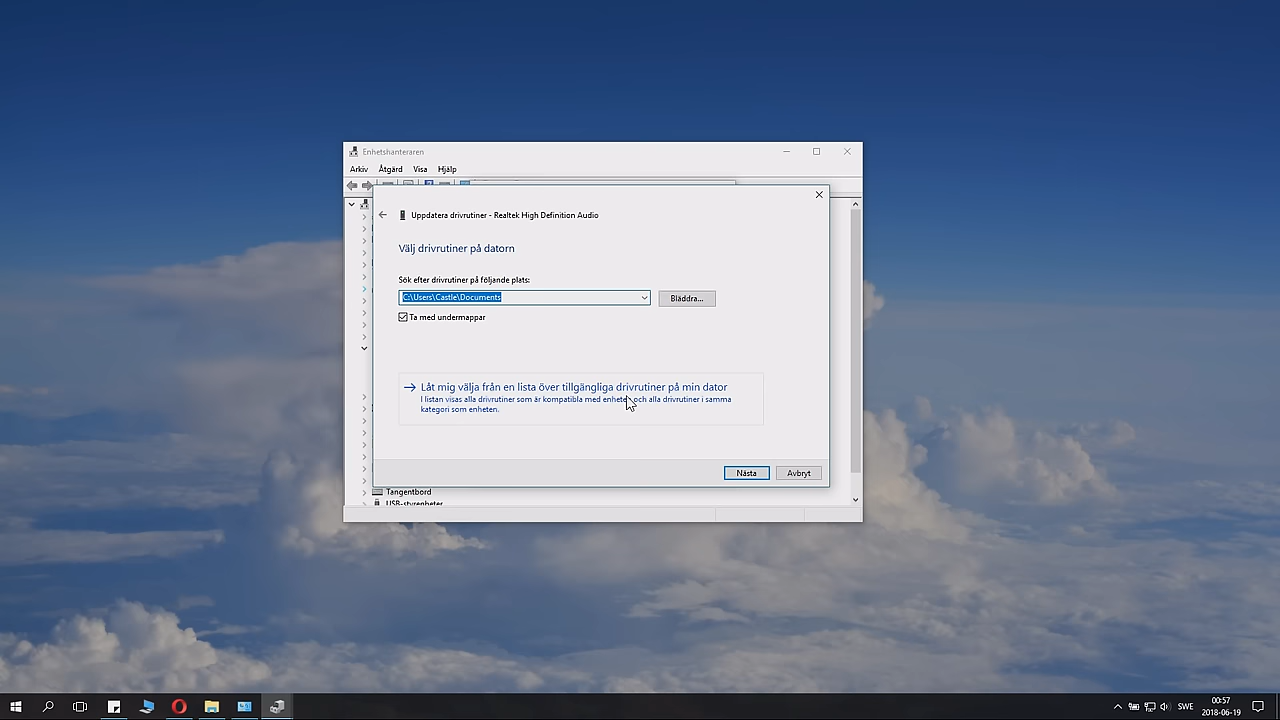 Enhetshanteraren
Arkiv Åtgärd Visa Hjälp
Uppdatera drivrutiner - Realtek High Definition Audio
Välj drivrutiner på datorn
Sök efter drivrutiner på följande plats:
C:\Users\Castle\Documents
Bläddra...
Ta med undermappar
Låt mig välja från en lista över tillgängliga drivrutiner på min dator
I listan visas alla drivrutiner som är kompatibla med enheten och alla drivrutiner i samma
kategori som enheten.
Nästa Avbryt
Tangentbord
USB-styrenheter
SWE
00:57
2018-06-19